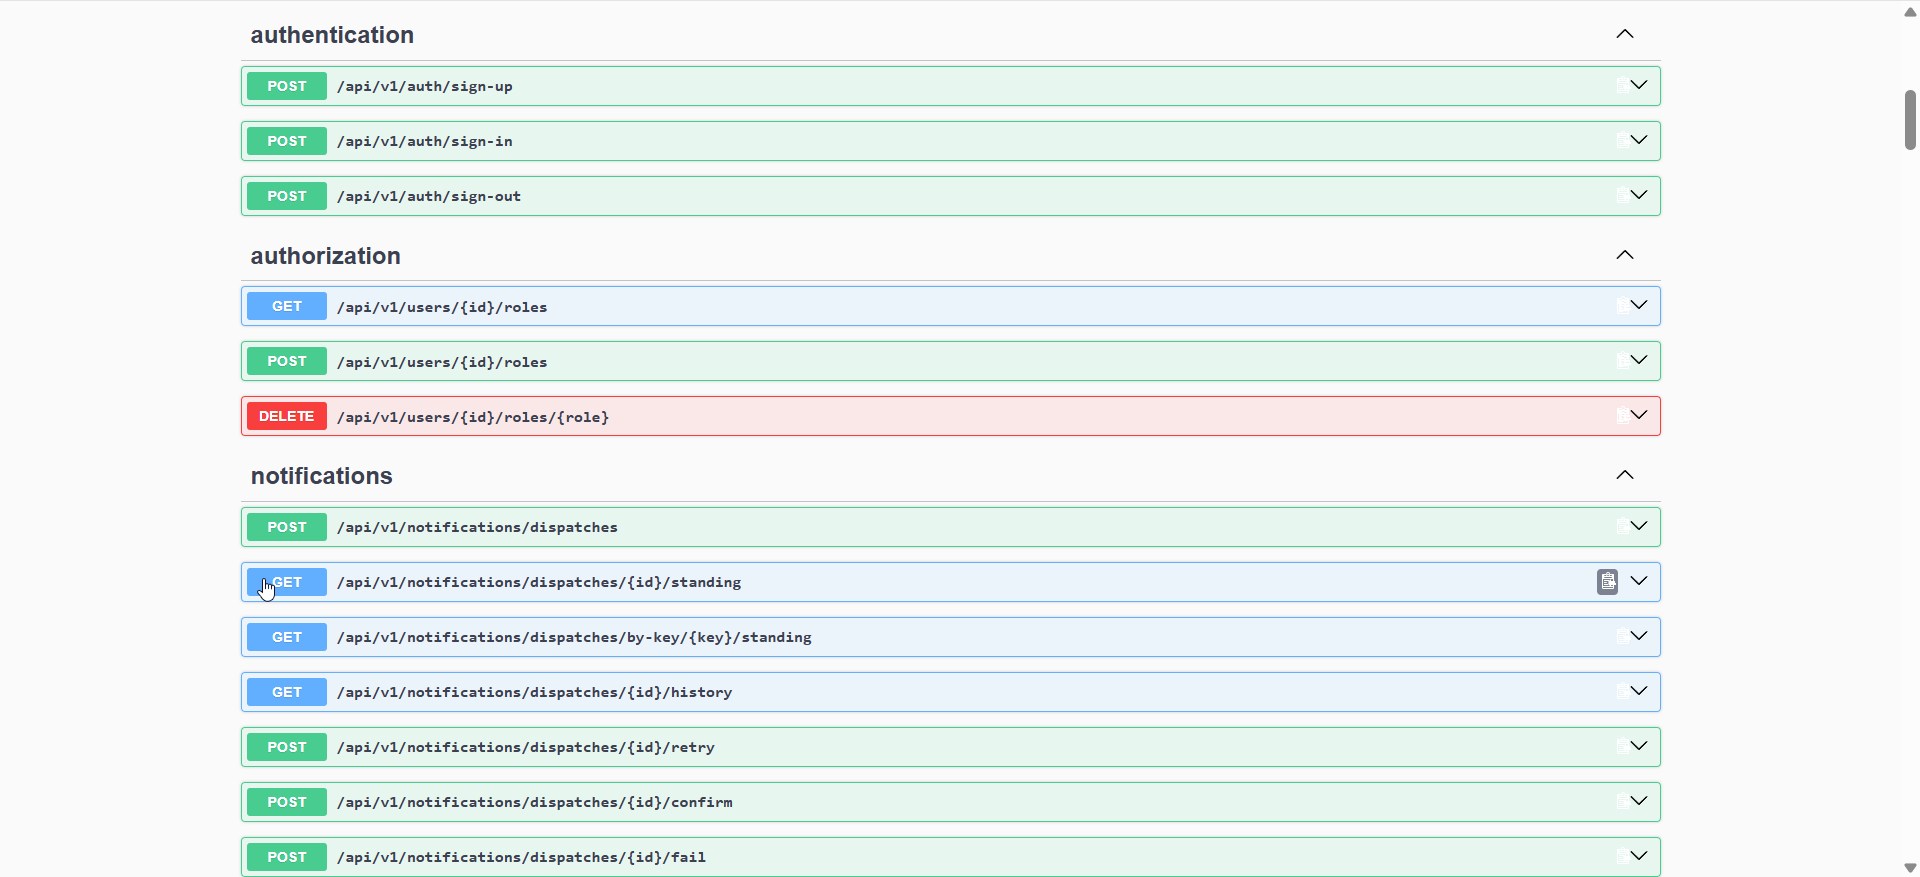 authentication
POST /api/v1/auth/sign-up
POST /api/v1/auth/sign-in
POST /api/v1/auth/sign-out
authorization
GET /api/v1/users/{id}/roles
POST /api/v1/users/{id}/roles
DELETE /api/v1/users/{id}/roles/{role}
notifications
POST /api/v1/notifications/dispatches
GET /api/v1/notifications/dispatches/{id}/standing
GET /api/v1/notifications/dispatches/by-key/{key}/standing
GET /api/v1/notifications/dispatches/{id}/history
POST /api/v1/notifications/dispatches/{id}/retry
POST /api/v1/notifications/dispatches/{id}/confirm
POST /api/v1/notifications/dispatches/{id}/fail